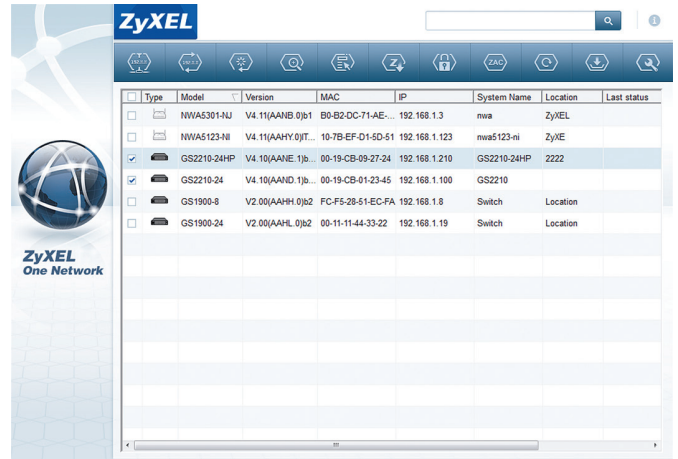 ZyXEL
192.0.0.1
ZAC
Type Model Version MAC IP System Name Location Last status
NWA5301-NJ V4.11(AANB.0)b1 B0-B2-DC-71-AE-... 192.168.1.3 nwa ZyXEL
NWA5123-NI V4.11(AAHY.0)IT... 10-7B-EF-D1-5D-51 192.168.1.123 nwa5123-ni ZyXE
GS2210-24HP V4.10(AANE.1)b... 00-19-CB-09-27-24 192.168.1.210 GS2210-24HP 2222
GS2210-24 V4.10(AAND.1)b... 00-19-CB-01-23-45 192.168.1.100 GS2210
GS1900-8 V2.00(AAHH.0)b2 FC-F5-28-51-EC-FA 192.168.1.8 Switch Location
GS1900-24 V2.00(AAHL.0)b2 00-11-11-44-33-22 192.168.1.19 Switch Location
ZyXEL
One Network